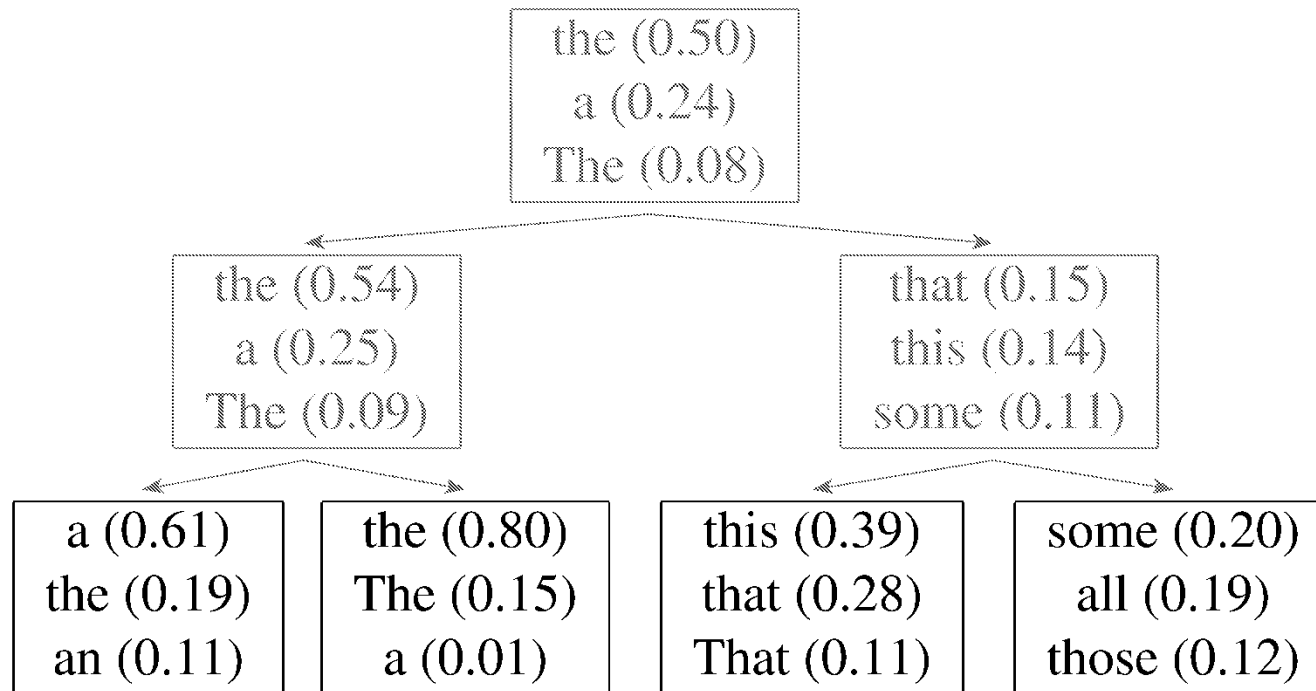 the (0.50)
a (0.24)
The (0.08)
the (0.54)
a (0.25)
The (0.09)
that (0.15)
this (0.14)
some (0.11)
a (0.61)
the (0.19)
an (0.11)
the (0.80)
The (0.15)
a (0.01)
this (0.39)
that (0.28)
That (0.11)
some (0.20)
all (0.19)
those (0.12)